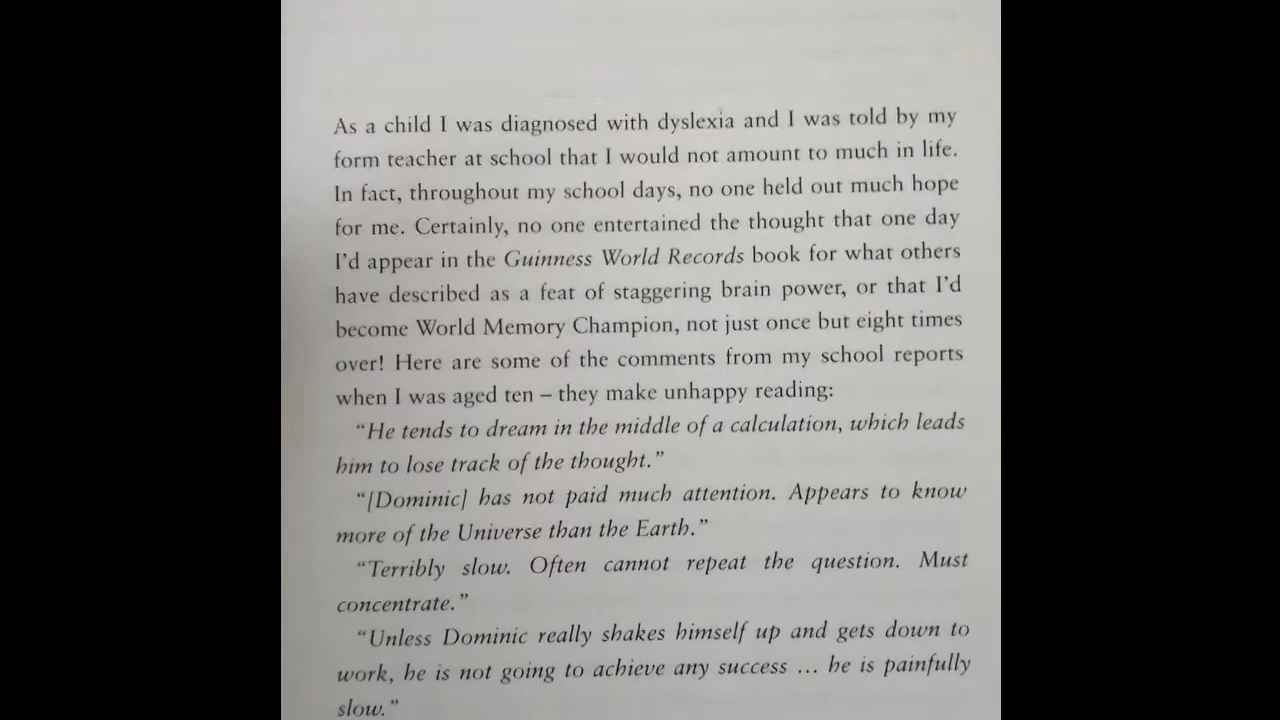 As a child I was diagnosed with dyslexia and I was told by my
form teacher at school that I would not amount to much in life.
In fact, throughout my school days, no one held out much hope
for me. Certainly, no one entertained the thought that one day
I’d appear in the Guinness World Records book for what others
have described as a feat of staggering brain power, or that I’d
become World Memory Champion, not just once but eight times
over! Here are some of the comments from my school reports
when I was aged ten – they make unhappy reading:
“He tends to dream in the middle of a calculation, which leads
him to lose track of the thought.”
“[Dominic] has not paid much attention. Appears to know
more of the Universe than the Earth.”
“Terribly slow. Often cannot repeat the question. Must
concentrate.”
“Unless Dominic really shakes himself up and gets down to
work, he is not going to achieve any success ... he is painfully
slow.”